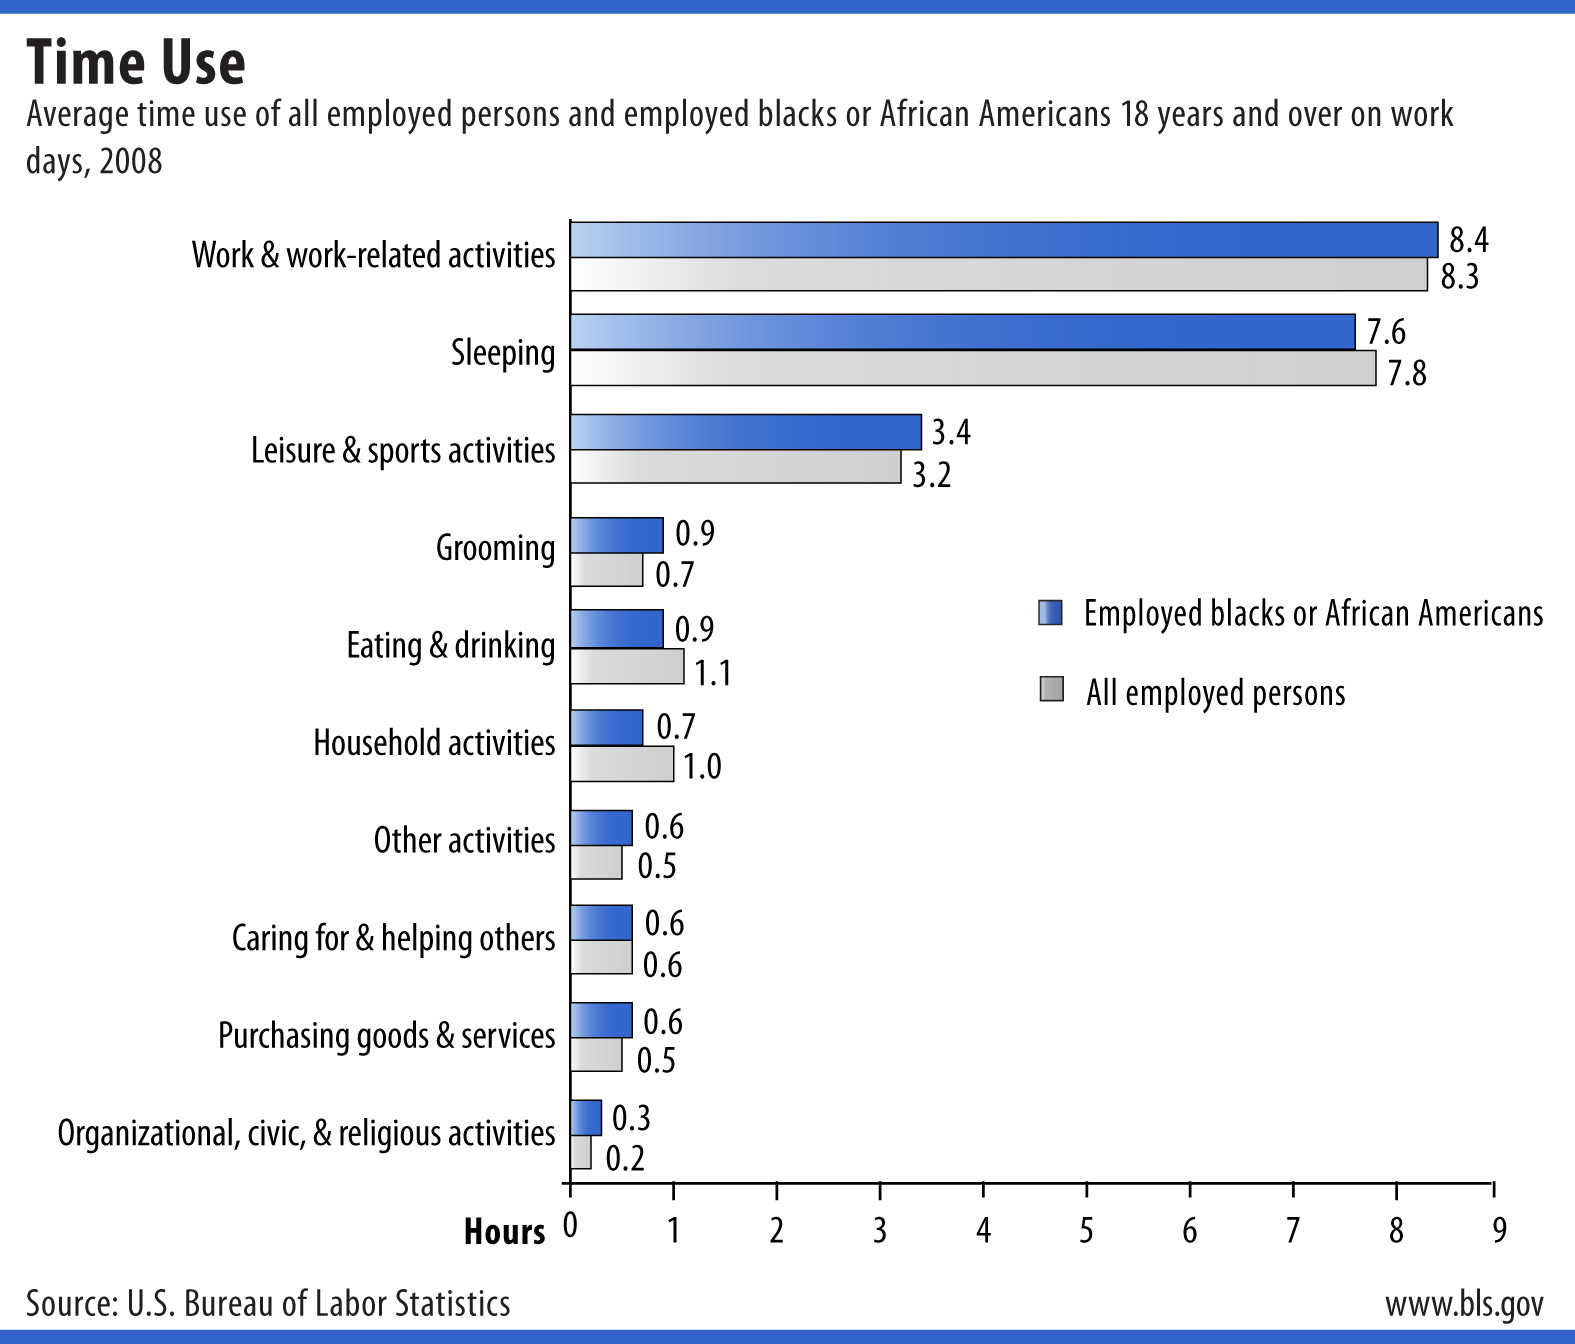 Time Use
Average time use of all employed persons and employed blacks or African Americans 18 years and over on work
days, 2008
Work & work-related activities
8.4
8.3
Sleeping
7.6
7.8
Leisure & sports activities
3.4
3.2
Grooming
0.9
0.7
Eating & drinking
0.9
1.1
Household activities
0.7
1.0
Other activities
0.6
0.5
Caring for & helping others
0.6
0.6
Purchasing goods & services
0.6
0.5
Organizational, civic, & religious activities
0.3
0.2
Employed blacks or African Americans
All employed persons
Hours 0 1 2 3 4 5 6 7 8 9
Source: U.S. Bureau of Labor Statistics
www.bls.gov